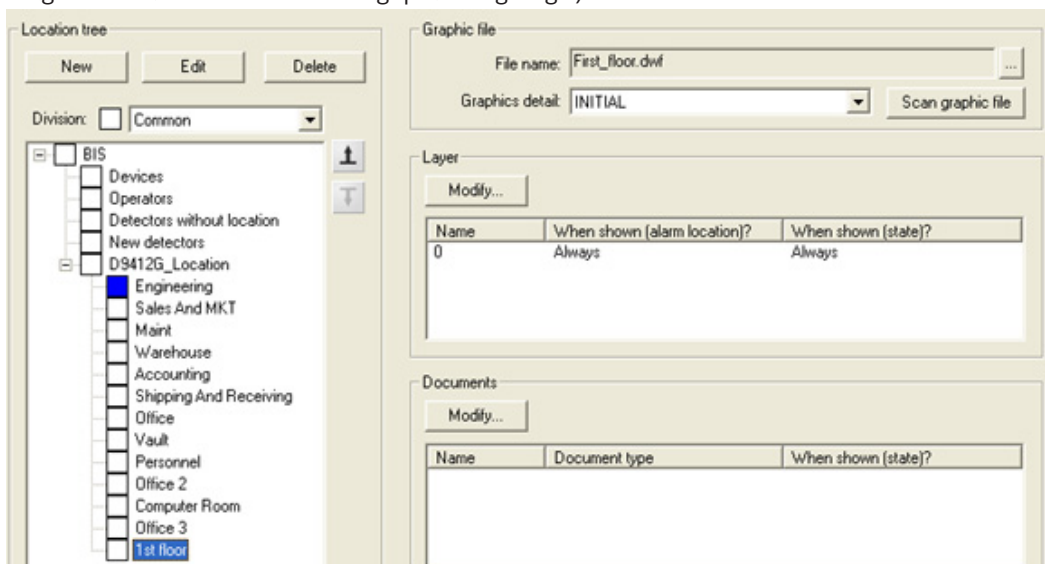 Location tree
New Edit Delete
Division: Common
BIS
Devices
Operators
Detectors without location
New detectors
D9412G_Location
Engineering
Sales And MKT
Maint
Warehouse
Accounting
Shipping And Receiving
Office
Vault
Personnel
Office 2
Computer Room
Office 3
1st floor
Graphic file
File name: First_floor.dwf ...
Graphics detail: INITIAL Scan graphic file
Layer
Modify...
Name When shown (alarm location)? When shown (state)?
0 Always Always
Documents
Modify...
Name Document type When shown (state)?